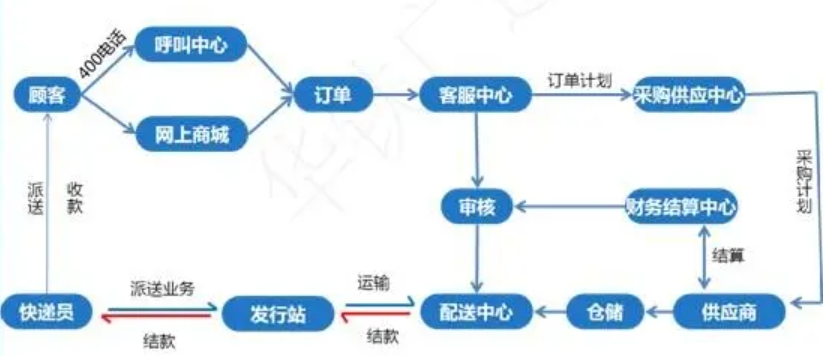 400电话
呼叫中心
顾客
网上商城
订单
客服中心
订单计划
采购供应中心
采购计划
派送
收款
审核
财务结算中心
结算
快递员
派送业务
结款
发行站
运输
结款
配送中心
仓储
供应商